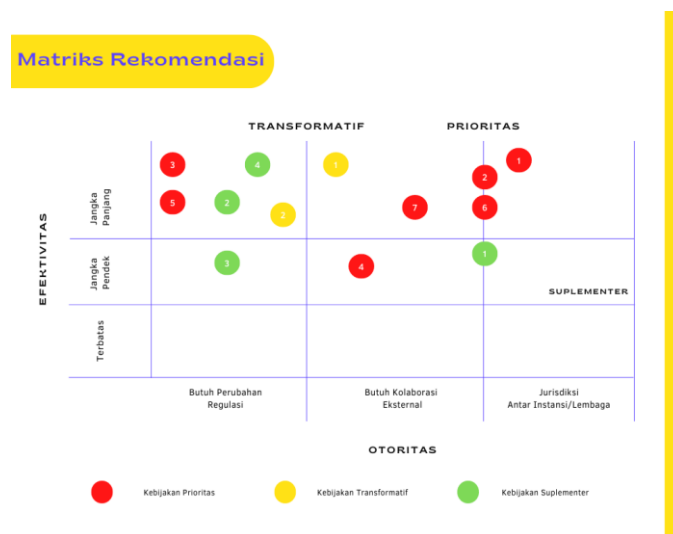 Matriks Rekomendasi
TRANSFORMATIF
PRIORITAS
EFEKTIVITAS
Jangka
Panjang
3
4
1
1
2
5
2
2
7
6
Jangka
Pendek
3
4
1
SUPLEMENTER
Terbatas
Butuh Perubahan
Regulasi
Butuh Kolaborasi
Eksternal
Jurisdiksi
Antar Instansi/Lembaga
OTORITAS
Kebijakan Prioritas
Kebijakan Transformatif
Kebijakan Suplementer